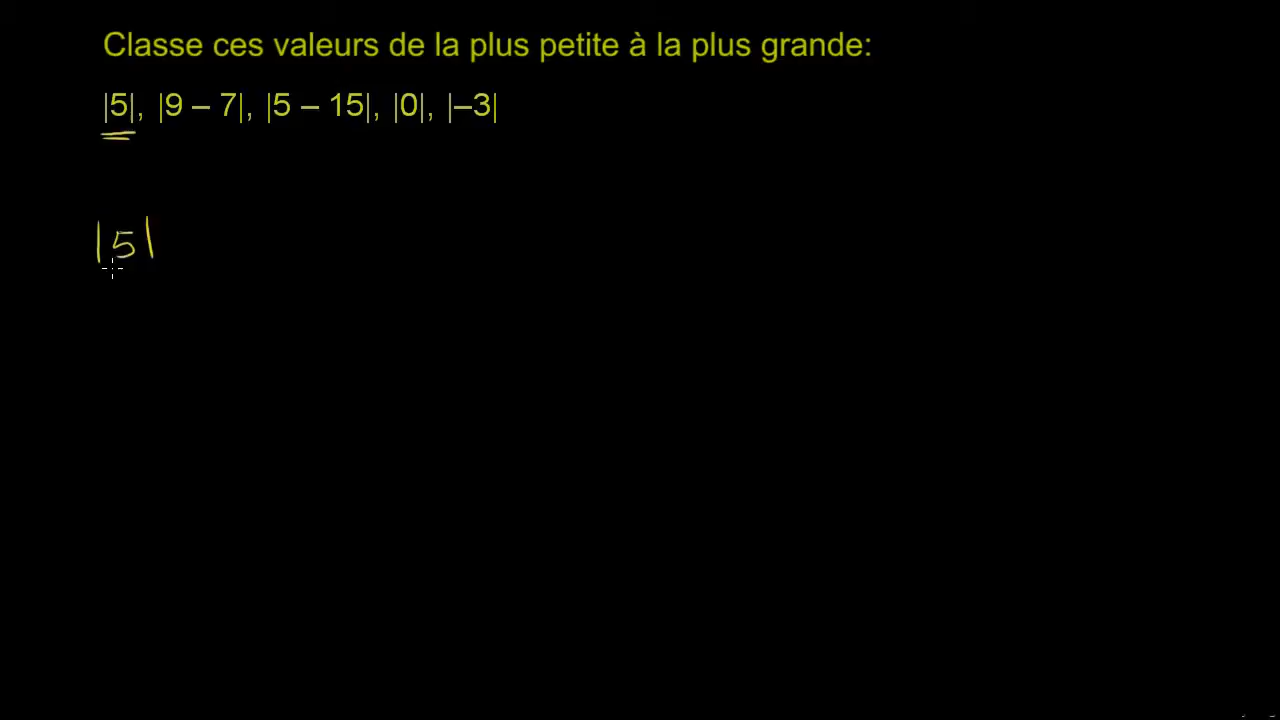 Classe ces valeurs de la plus petite à la plus grande:
|5|, |9 – 7|, |5 – 15|, |0|, |–3|
|5|